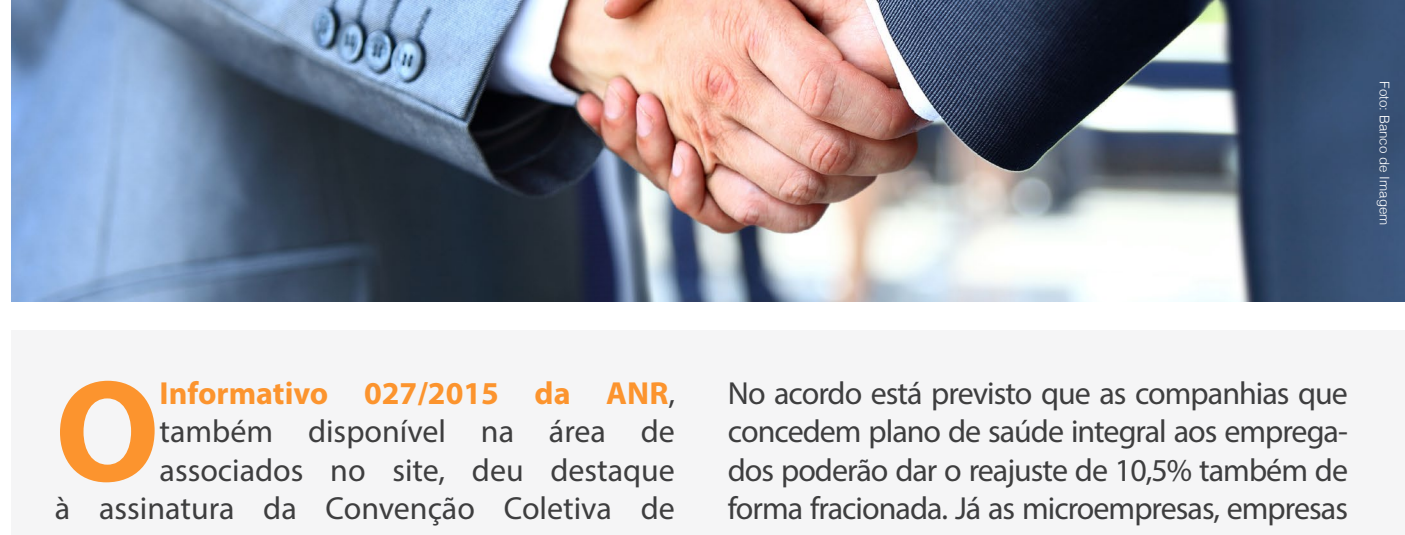 Foto: Banco de Imagem
O Informativo 027/2015 da ANR,
também disponível na área de
associados no site, deu destaque
à assinatura da Convenção Coletiva de
No acordo está previsto que as companhias que
concedem plano de saúde integral aos emprega-
dos poderão dar o reajuste de 10,5% também de
forma fracionada. Já as microempresas, empresas